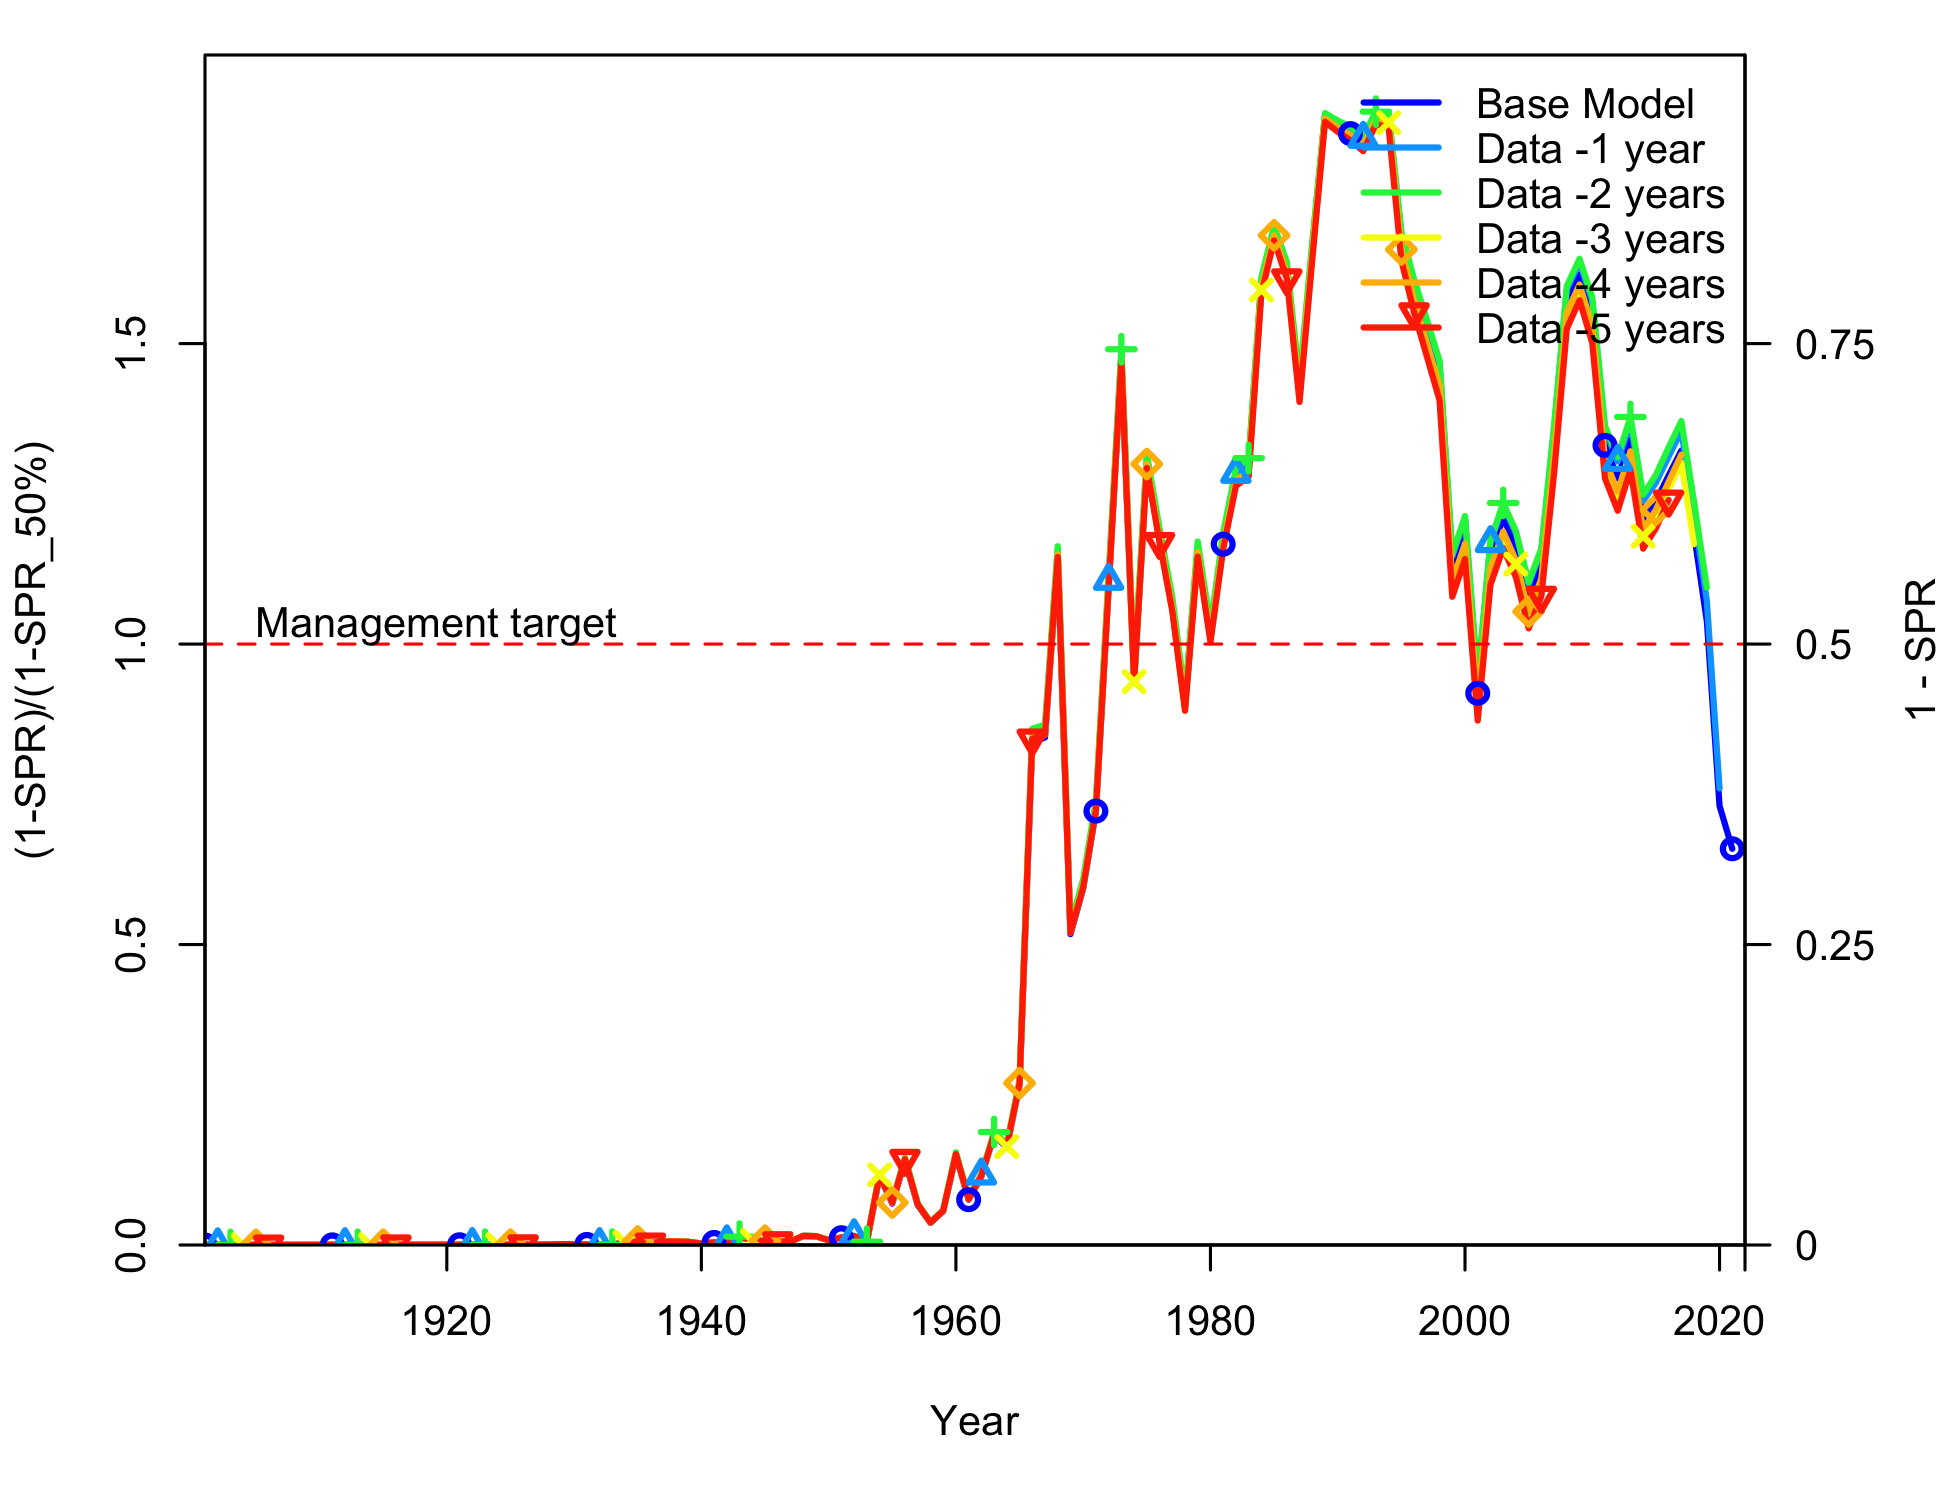 Base Model
Data -1 year
Data -2 years
Data -3 years
Data -4 years
Data -5 years
Management target
(1-SPR)/(1-SPR_50%)
0.0
0.5
1.0
1.5
1 - SPR
0.75
0.5
0.25
0
1920
1940
1960
1980
2000
2020
Year